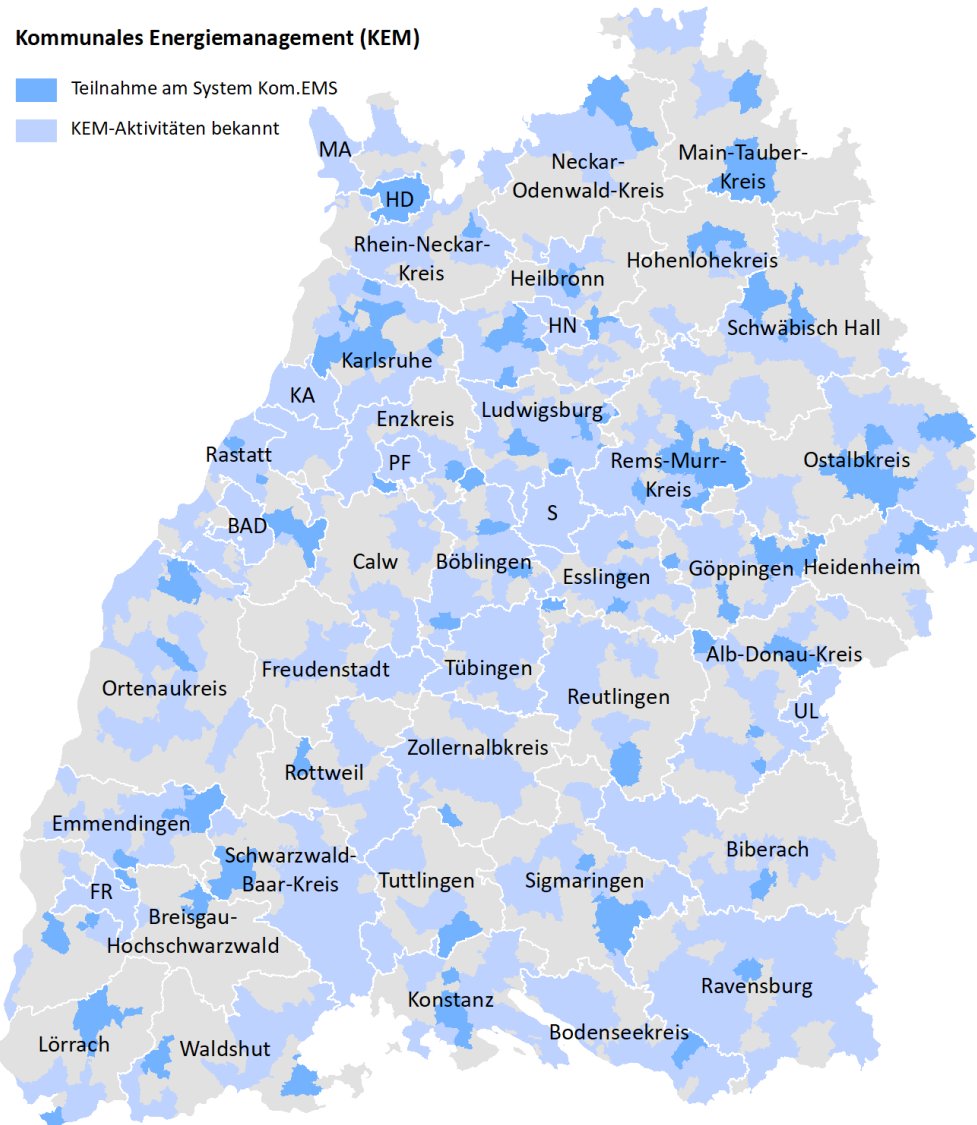 Kommunales Energiemanagement (KEM)
Teilnahme am System Kom.EMS
KEM-Aktivitäten bekannt
MA
HD
Neckar-
Odenwald-Kreis
Main-Tauber-
Kreis
Rhein-Neckar-
Kreis
Heilbronn
Hohenlohekreis
HN
Schwäbisch Hall
Karlsruhe
KA
Enzkreis
Ludwigsburg
Rastatt
PF
Rems-Murr-
Kreis
Ostalbkreis
BAD
S
Calw
Böblingen
Esslingen
Göppingen
Heidenheim
Ortenaukreis
Freudenstadt
Tübingen
Reutlingen
Alb-Donau-Kreis
UL
Rottweil
Zollernalbkreis
Emmendingen
Schwarzwald-
Baar-Kreis
Tuttlingen
Sigmaringen
Biberach
FR
Breisgau-
Hochschwarzwald
Konstanz
Ravensburg
Bodenseekreis
Lörrach
Waldshut